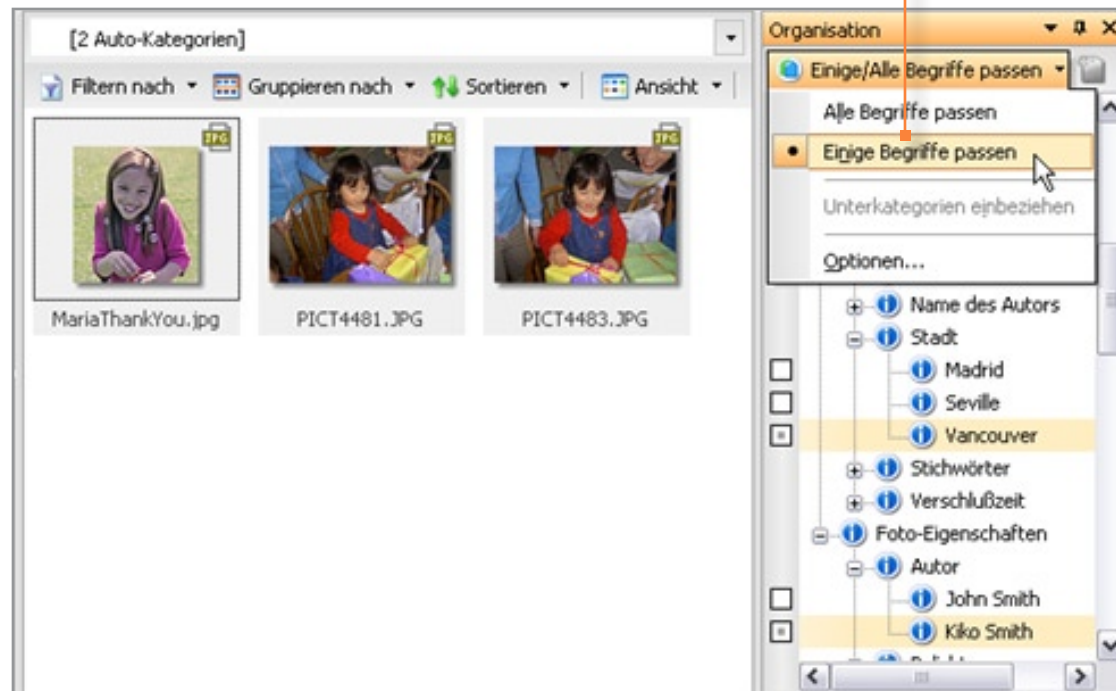 [2 Auto-Kategorien]
Filtern nach Gruppieren nach Sortieren Ansicht
JPG JPG JPG
MariaThankYou.jpg PICT4481.JPG PICT4483.JPG
Organisation
Einige/Alle Begriffe passen
Alle Begriffe passen
Einige Begriffe passen
Unterkategorien einbeziehen
Optionen...
Name des Autors
Stadt
Madrid
Seville
Vancouver
Stichwörter
Verschlußzeit
Foto-Eigenschaften
Autor
John Smith
Kiko Smith